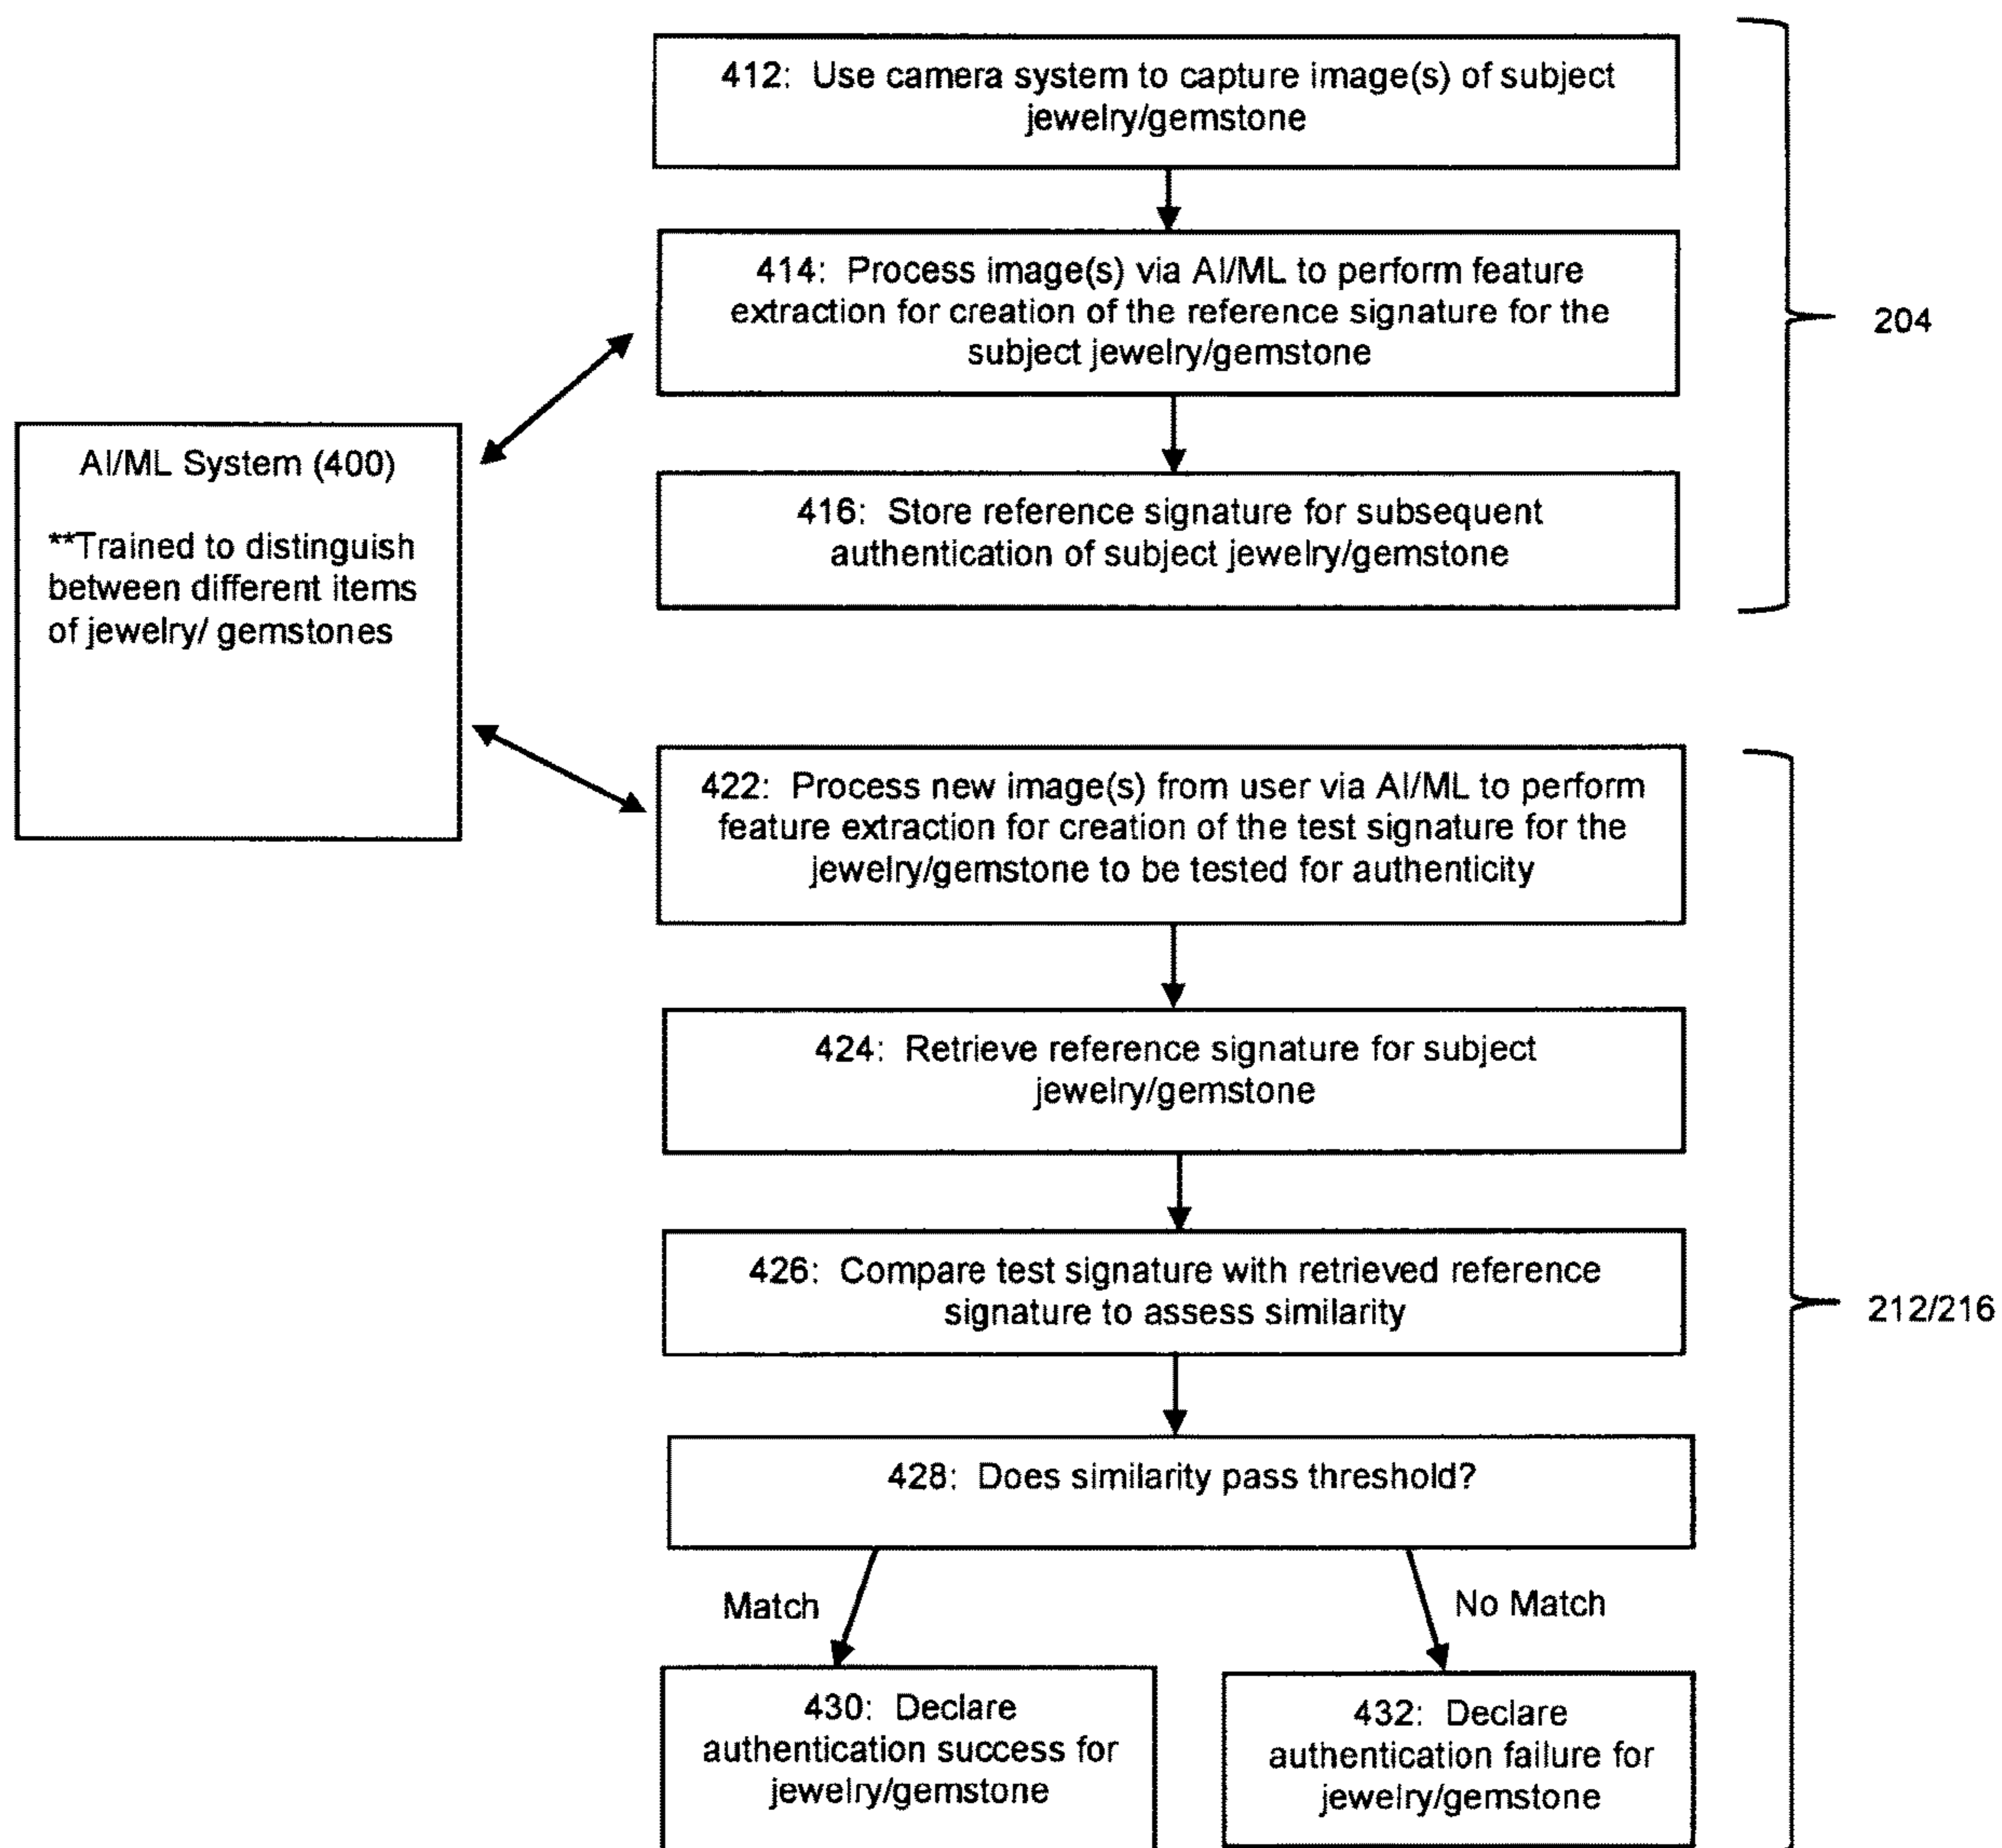 412: Use camera system to capture image(s) of subject
jewelry/gemstone
414: Process image(s) via AI/ML to perform feature
extraction for creation of the reference signature for the
subject jewelry/gemstone
204
AI/ML System (400)
**Trained to distinguish
between different items
of jewelry/ gemstones
416: Store reference signature for subsequent
authentication of subject jewelry/gemstone
422: Process new image(s) from user via AI/ML to perform
feature extraction for creation of the test signature for the
jewelry/gemstone to be tested for authenticity
424: Retrieve reference signature for subject
jewelry/gemstone
426: Compare test signature with retrieved reference
signature to assess similarity
212/216
428: Does similarity pass threshold?
Match
No Match
430: Declare
authentication success for
jewelry/gemstone
432: Declare
authentication failure for
jewelry/gemstone